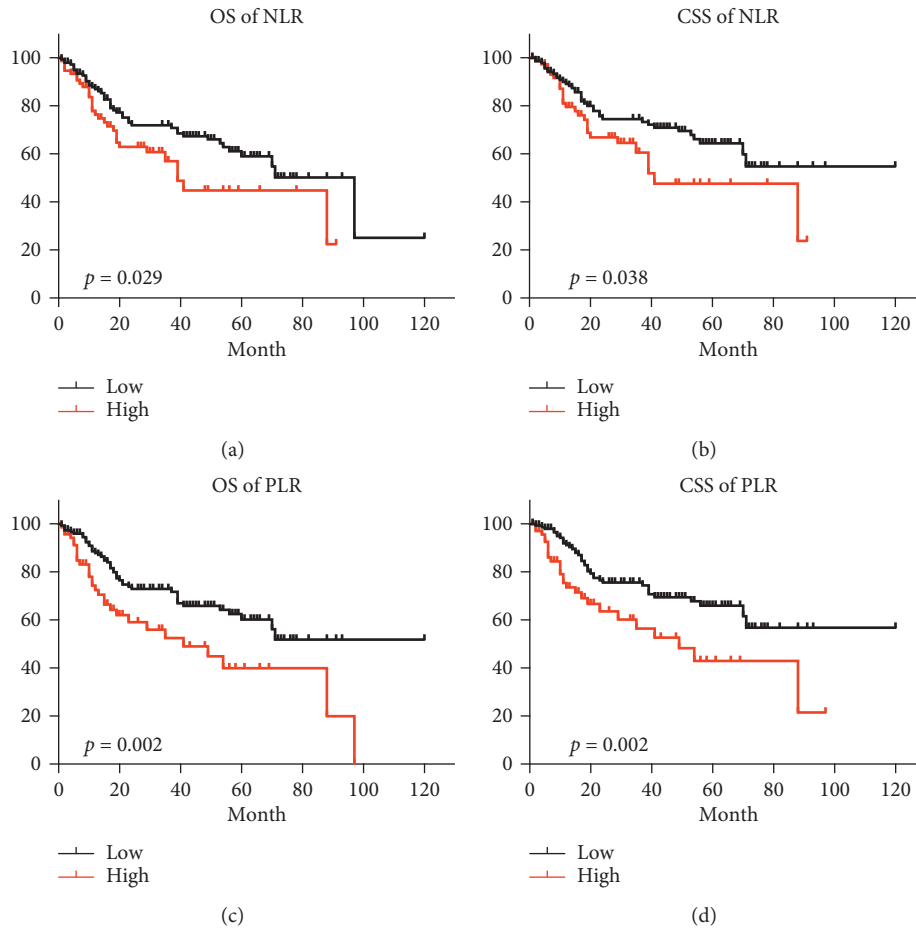 OS of NLR
100
80
60
40
20
0
p = 0.029
0 20 40 60 80 100 120
Month
Low
High
(a)
CSS of NLR
100
80
60
40
20
0
p = 0.038
0 20 40 60 80 100 120
Month
Low
High
(b)
OS of PLR
100
80
60
40
20
0
p = 0.002
0 20 40 60 80 100 120
Month
Low
High
(c)
CSS of PLR
100
80
60
40
20
0
p = 0.002
0 20 40 60 80 100 120
Month
Low
High
(d)